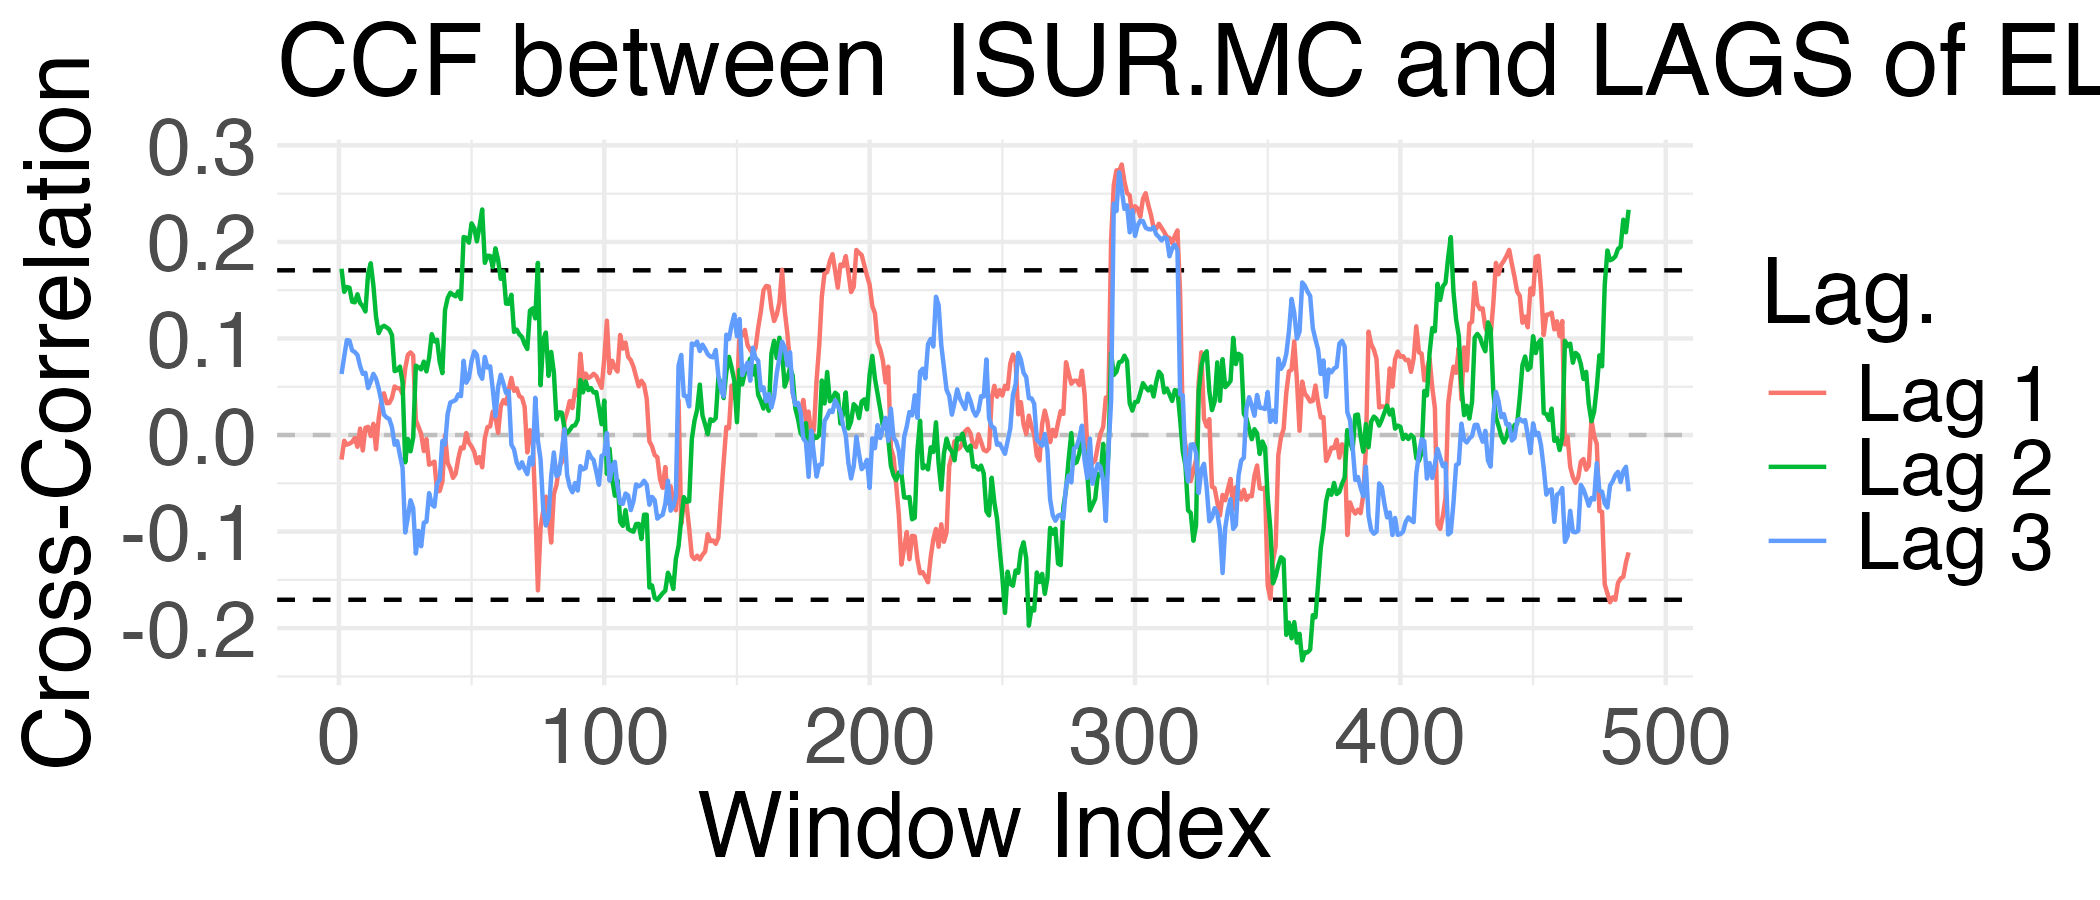 CCF between  ISUR.MC and LAGS of EL
Cross-Correlation
0.3
0.2
0.1
0.0
-0.1
-0.2
0 100 200 300 400 500
Window Index
Lag.
Lag 1
Lag 2
Lag 3